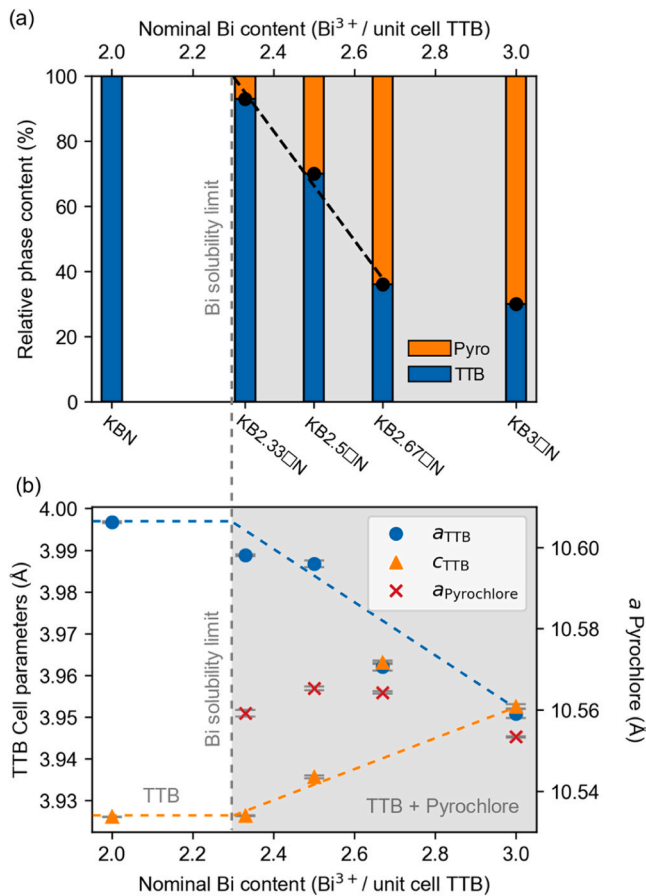 (a)
Nominal Bi content (Bi³⁺/ unit cell TTB)
2.0 2.2 2.4 2.6 2.8 3.0
100
80
60
40
20
0
Relative phase content (%)
Bi solubility limit
Pyro
TTB
KBN KB2.33□N KB2.5□N KB2.67□N KB3□N
(b)
4.00
3.99
3.98
3.97
3.96
3.95
3.94
3.93
TTB Cell parameters (Å)
Bi solubility limit
a_TTB
c_TTB
a_Pyrochlore
10.60
10.58
10.56
10.54
a Pyrochlore (Å)
TTB
TTB + Pyrochlore
2.0 2.2 2.4 2.6 2.8 3.0
Nominal Bi content (Bi³⁺/ unit cell TTB)